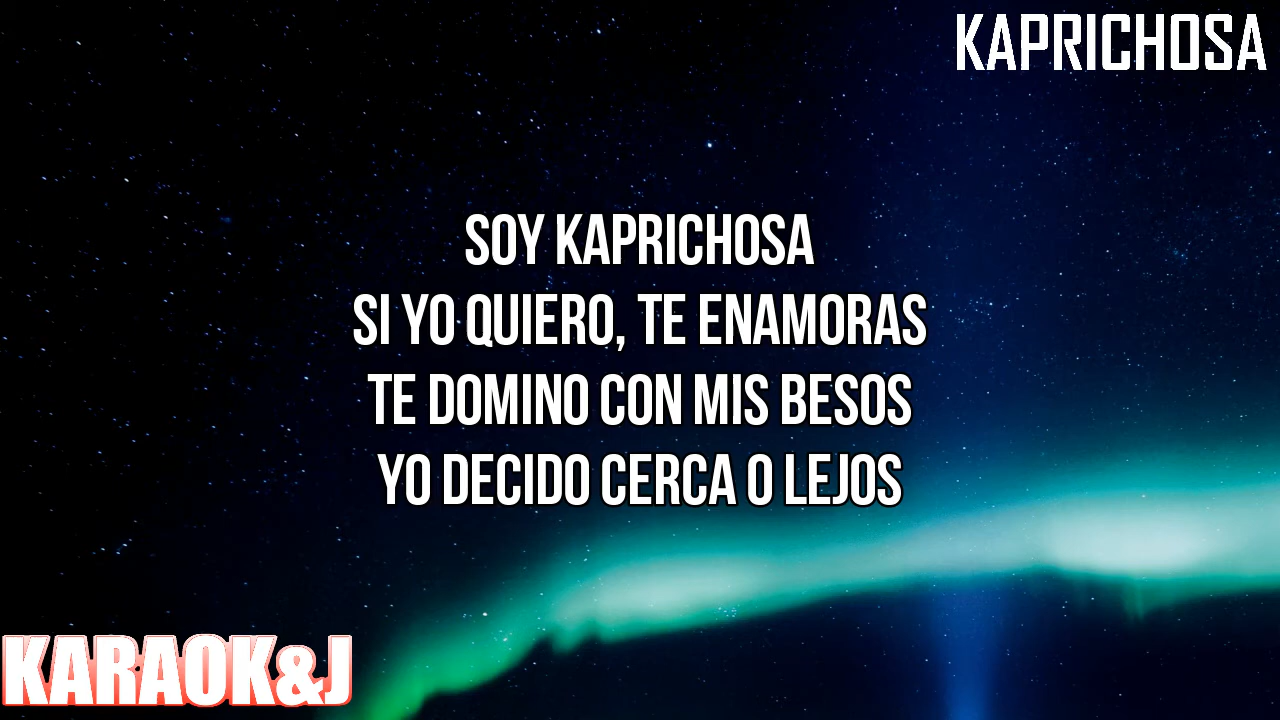 KAPRICHOSA
SOY KAPRICHOSA
SI YO QUIERO, TE ENAMORAS
TE DOMINO CON MIS BESOS
YO DECIDO CERCA O LEJOS
KARAOK&J